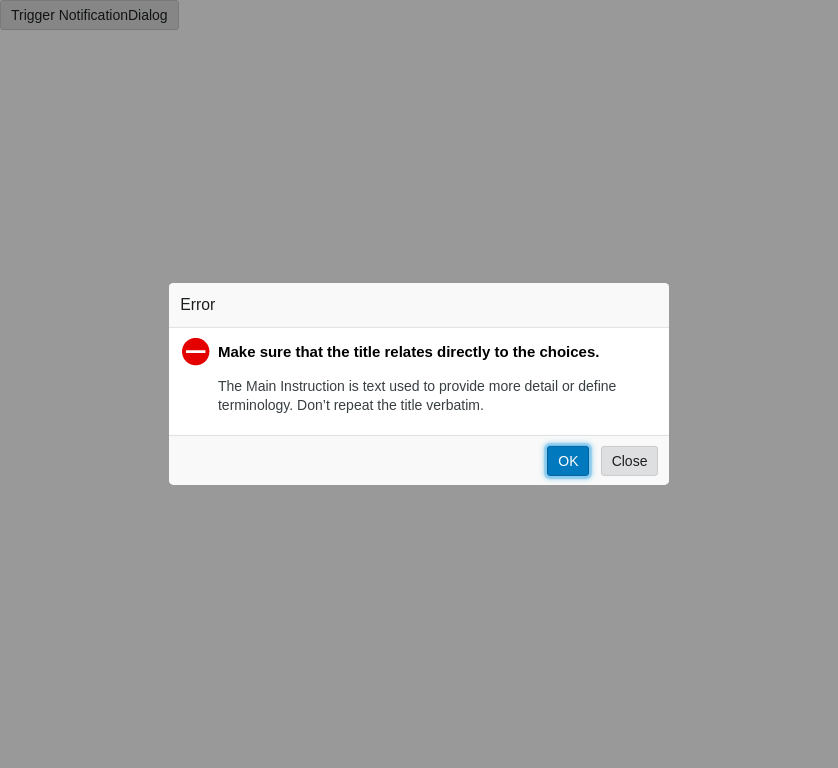 Trigger NotificationDialog
Error
Make sure that the title relates directly to the choices.
The Main Instruction is text used to provide more detail or define
terminology. Don’t repeat the title verbatim.
OK
Close